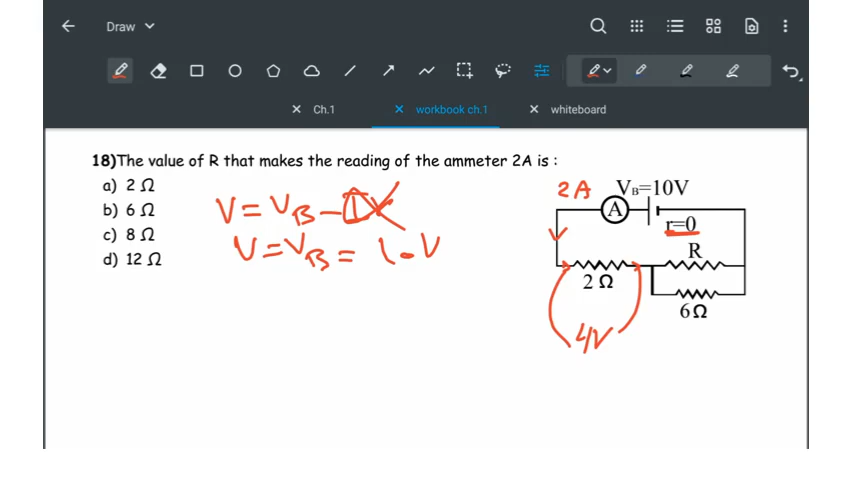 Draw
Ch.1
workbook ch.1
whiteboard
18)The value of R that makes the reading of the ammeter 2A is :
a) 2 Ω
b) 6 Ω
c) 8 Ω
d) 12 Ω
V = VB - Ir
V = VB = 10V
2A
VB=10V
A
r=0
R
2 Ω
6Ω
4V